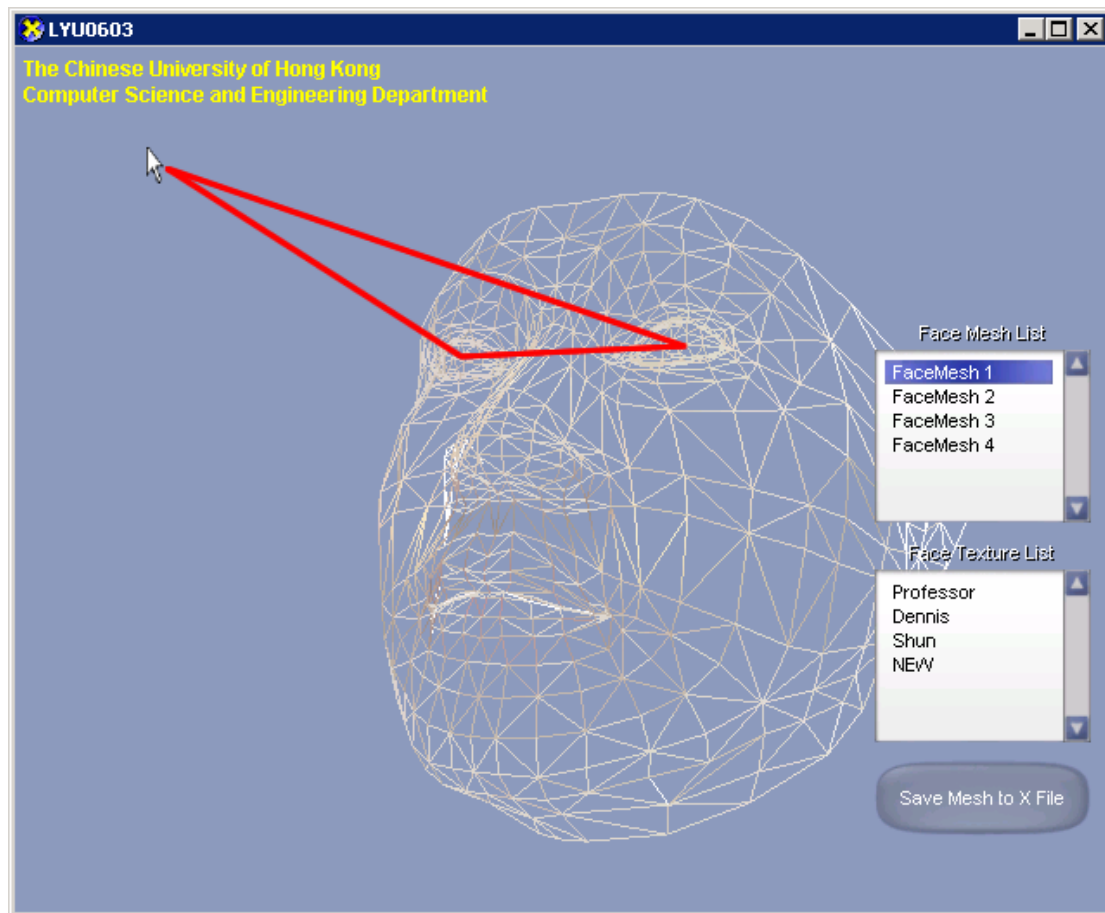 LYU0603
The Chinese University of Hong Kong
Computer Science and Engineering Department
Face Mesh List
FaceMesh 1
FaceMesh 2
FaceMesh 3
FaceMesh 4
Face Texture List
Professor
Dennis
Shun
NEW
Save Mesh to X File